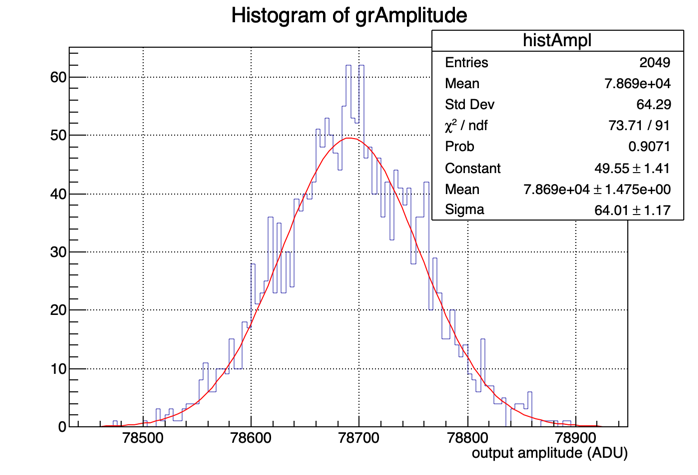 Histogram of grAmplitude
histAmpl
Entries 2049
Mean 7.869e+04
Std Dev 64.29
χ² / ndf 73.71 / 91
Prob 0.9071
Constant 49.55 ± 1.41
Mean 7.869e+04 ± 1.475e+00
Sigma 64.01 ± 1.17
60
50
40
30
20
10
0
78500 78600 78700 78800 78900
output amplitude (ADU)